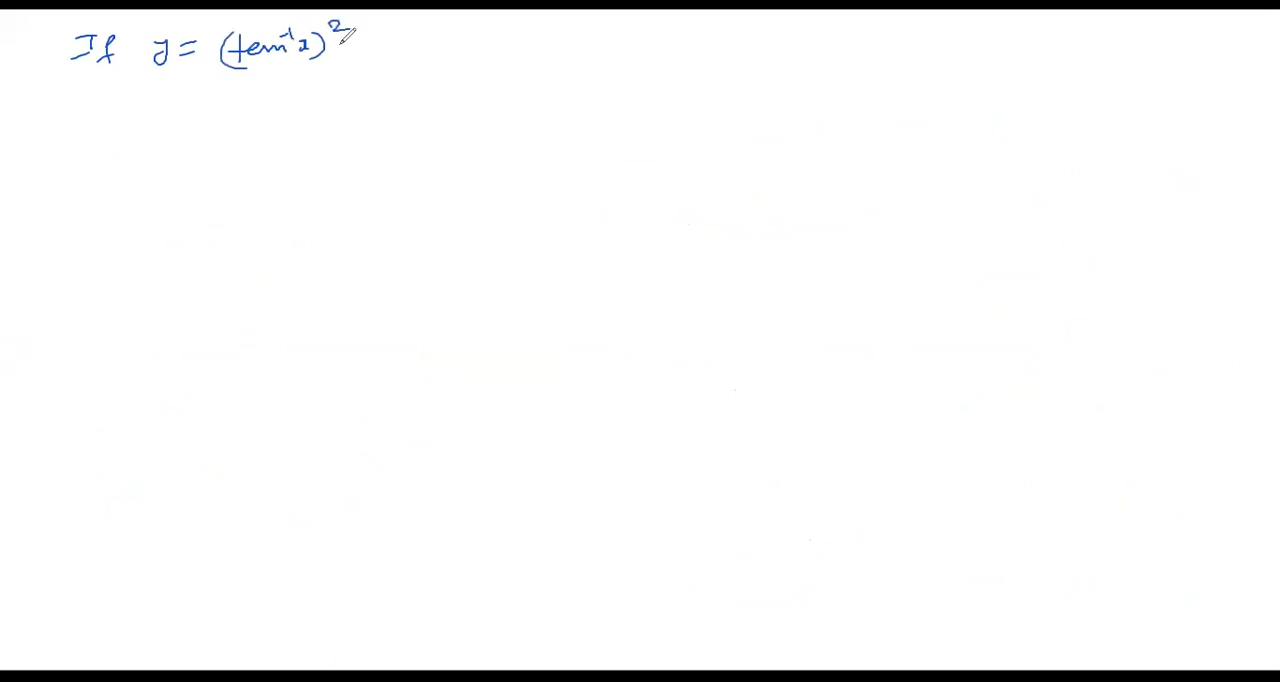 If y = (tan⁻¹x)²